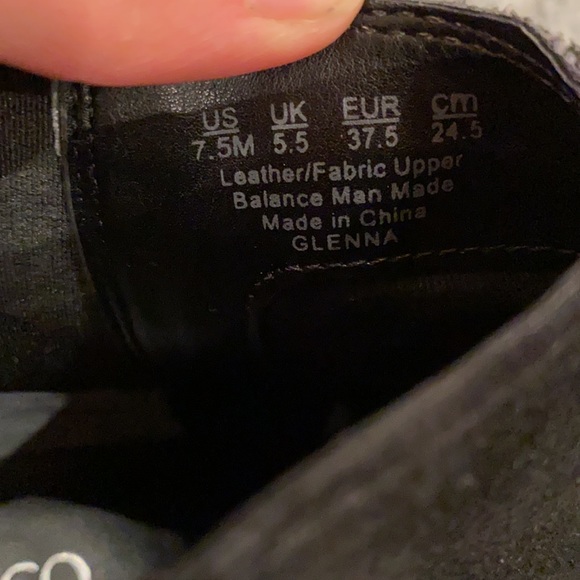 US UK EUR cm
7.5M 5.5 37.5 24.5
Leather/Fabric Upper
Balance Man Made
Made in China
GLENNA
co